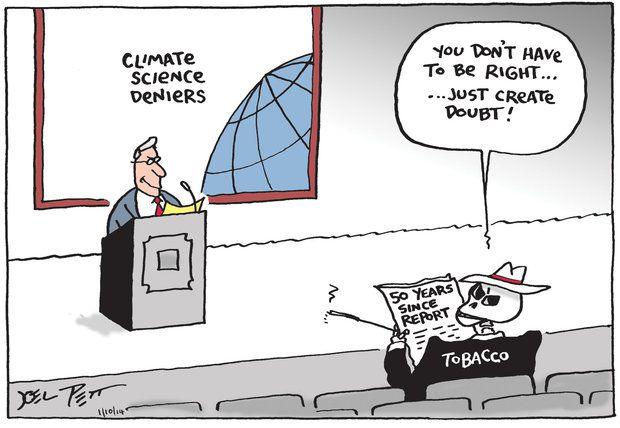 CLIMATE
SCIENCE
DENIERS
YOU DON'T HAVE
TO BE RIGHT...
...JUST CREATE
DOUBT!
50 YEARS
SINCE
REPORT
TOBACCO
JOEL PETT
1/10/14